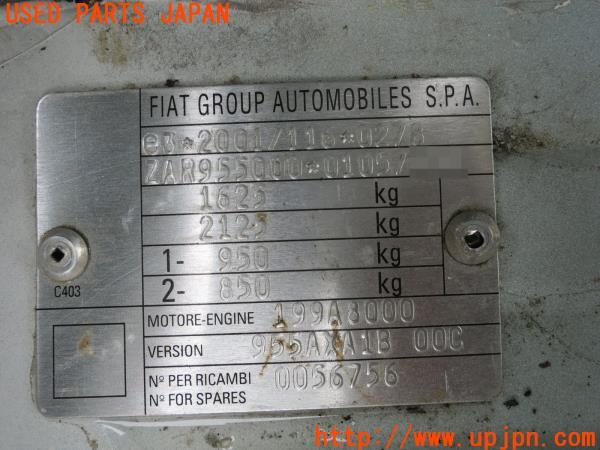 USED PARTS JAPAN
FIAT GROUP AUTOMOBILES S.P.A.
e3*2001/116*0278
ZAR955000*01057
1625 kg
2125 kg
1- 950 kg
2- 850 kg
C403
MOTORE-ENGINE 199A8000
VERSION 955AXA1B 00C
Nº PER RICAMBI 0056756
Nº FOR SPARES
http://www.upjpn.com/